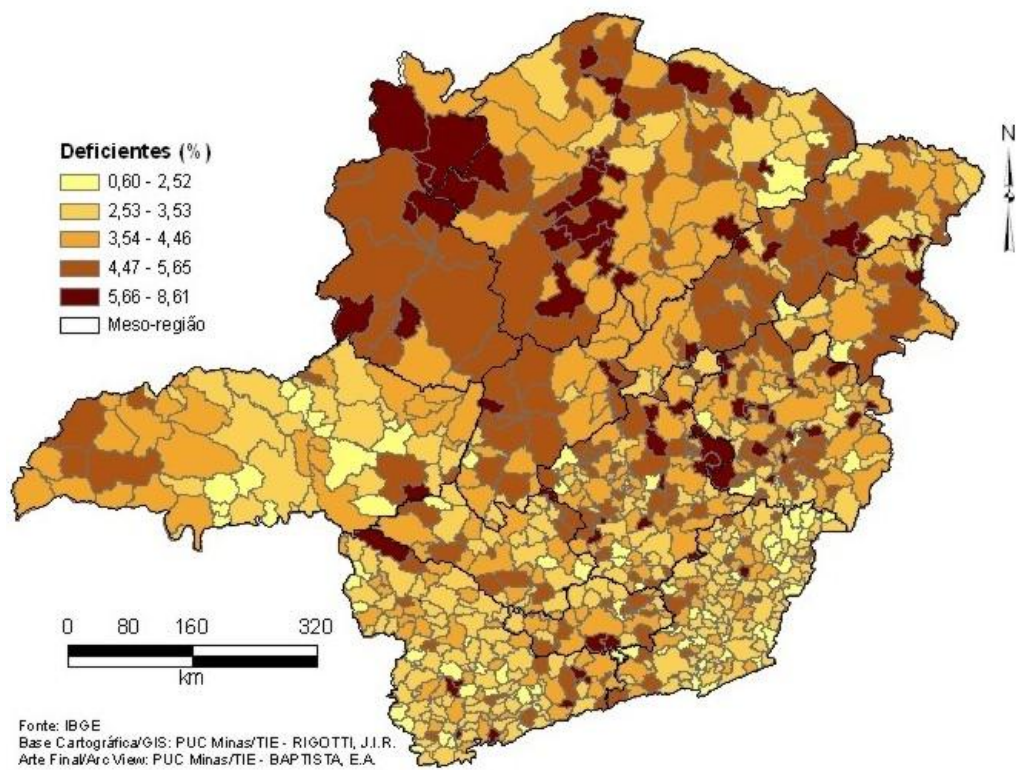 Deficientes (%)
0,60 - 2,52
2,53 - 3,53
3,54 - 4,46
4,47 - 5,65
5,66 - 8,61
Meso-região
N
0 80 160 320
km
Fonte: IBGE
Base Cartográfica/GIS: PUC Minas/TIE - RIGOTTI, J.I.R.
Arte Final/Arc View: PUC Minas/TIE - BAPTISTA, E.A.